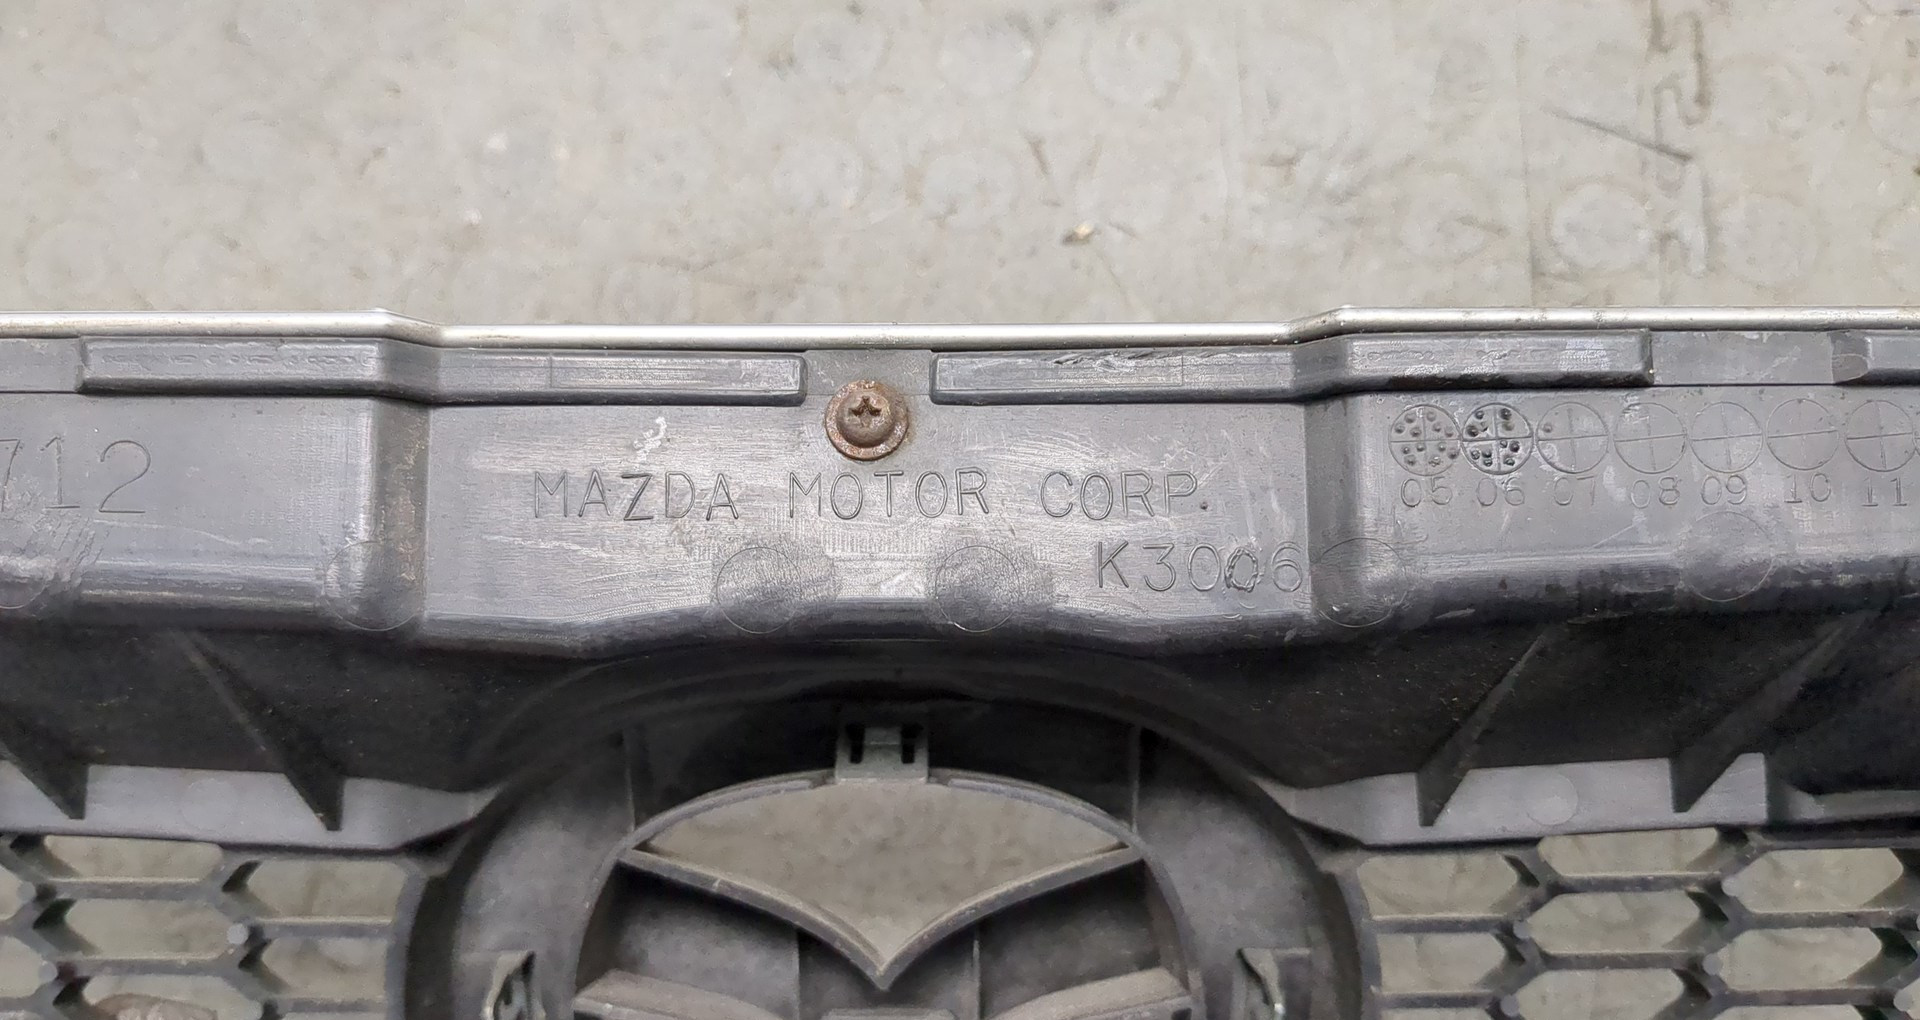 712
MAZDA MOTOR CORP.
K3006
05 06 07 08 09 10 11